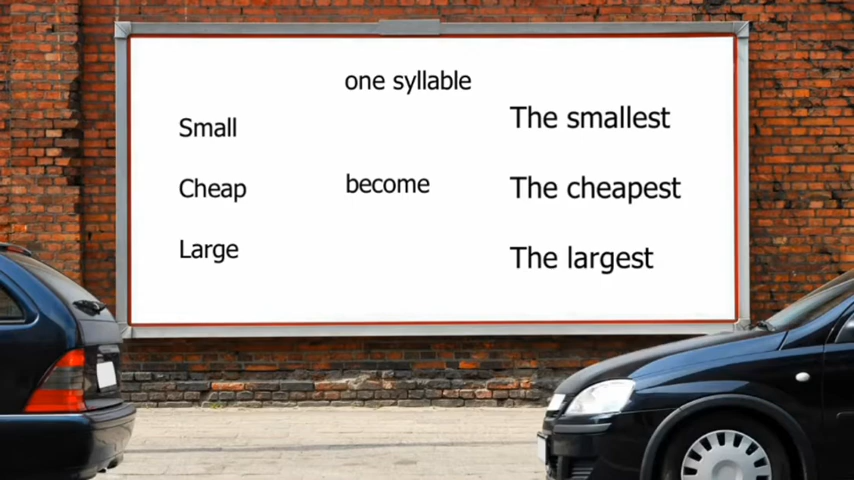 one syllable
Small
The smallest
Cheap
become
The cheapest
Large
The largest